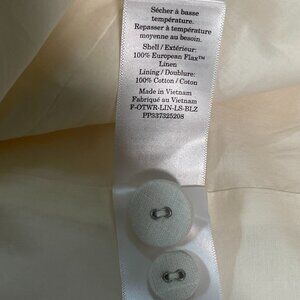 Sécher à basse
température.
Repasser à température
moyenne au besoin.
Shell / Extérieur:
100% European Flax™
Linen
Lining / Doublure:
100% Cotton / Coton
Made in Vietnam
Fabriqué au Vietnam
F-OTWR-LIN-LS-BLZ
PP337325208